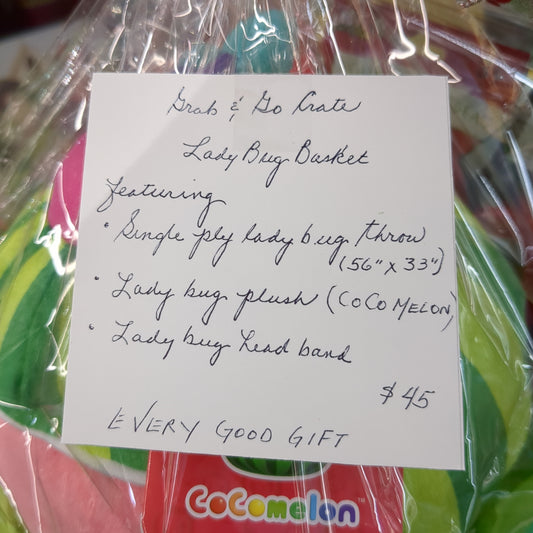 Grab & Go Crate
Lady Bug Basket
featuring
• Single ply lady bug throw
(56" x 33")
• Lady bug plush (COCOMELON)
• Lady bug head band
$45
EVERY GOOD GIFT
CoComelon™